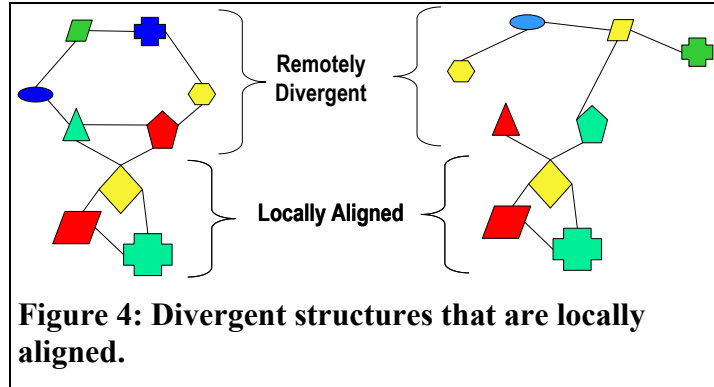 Remotely
Divergent
Locally Aligned
Figure 4: Divergent structures that are locally
aligned.